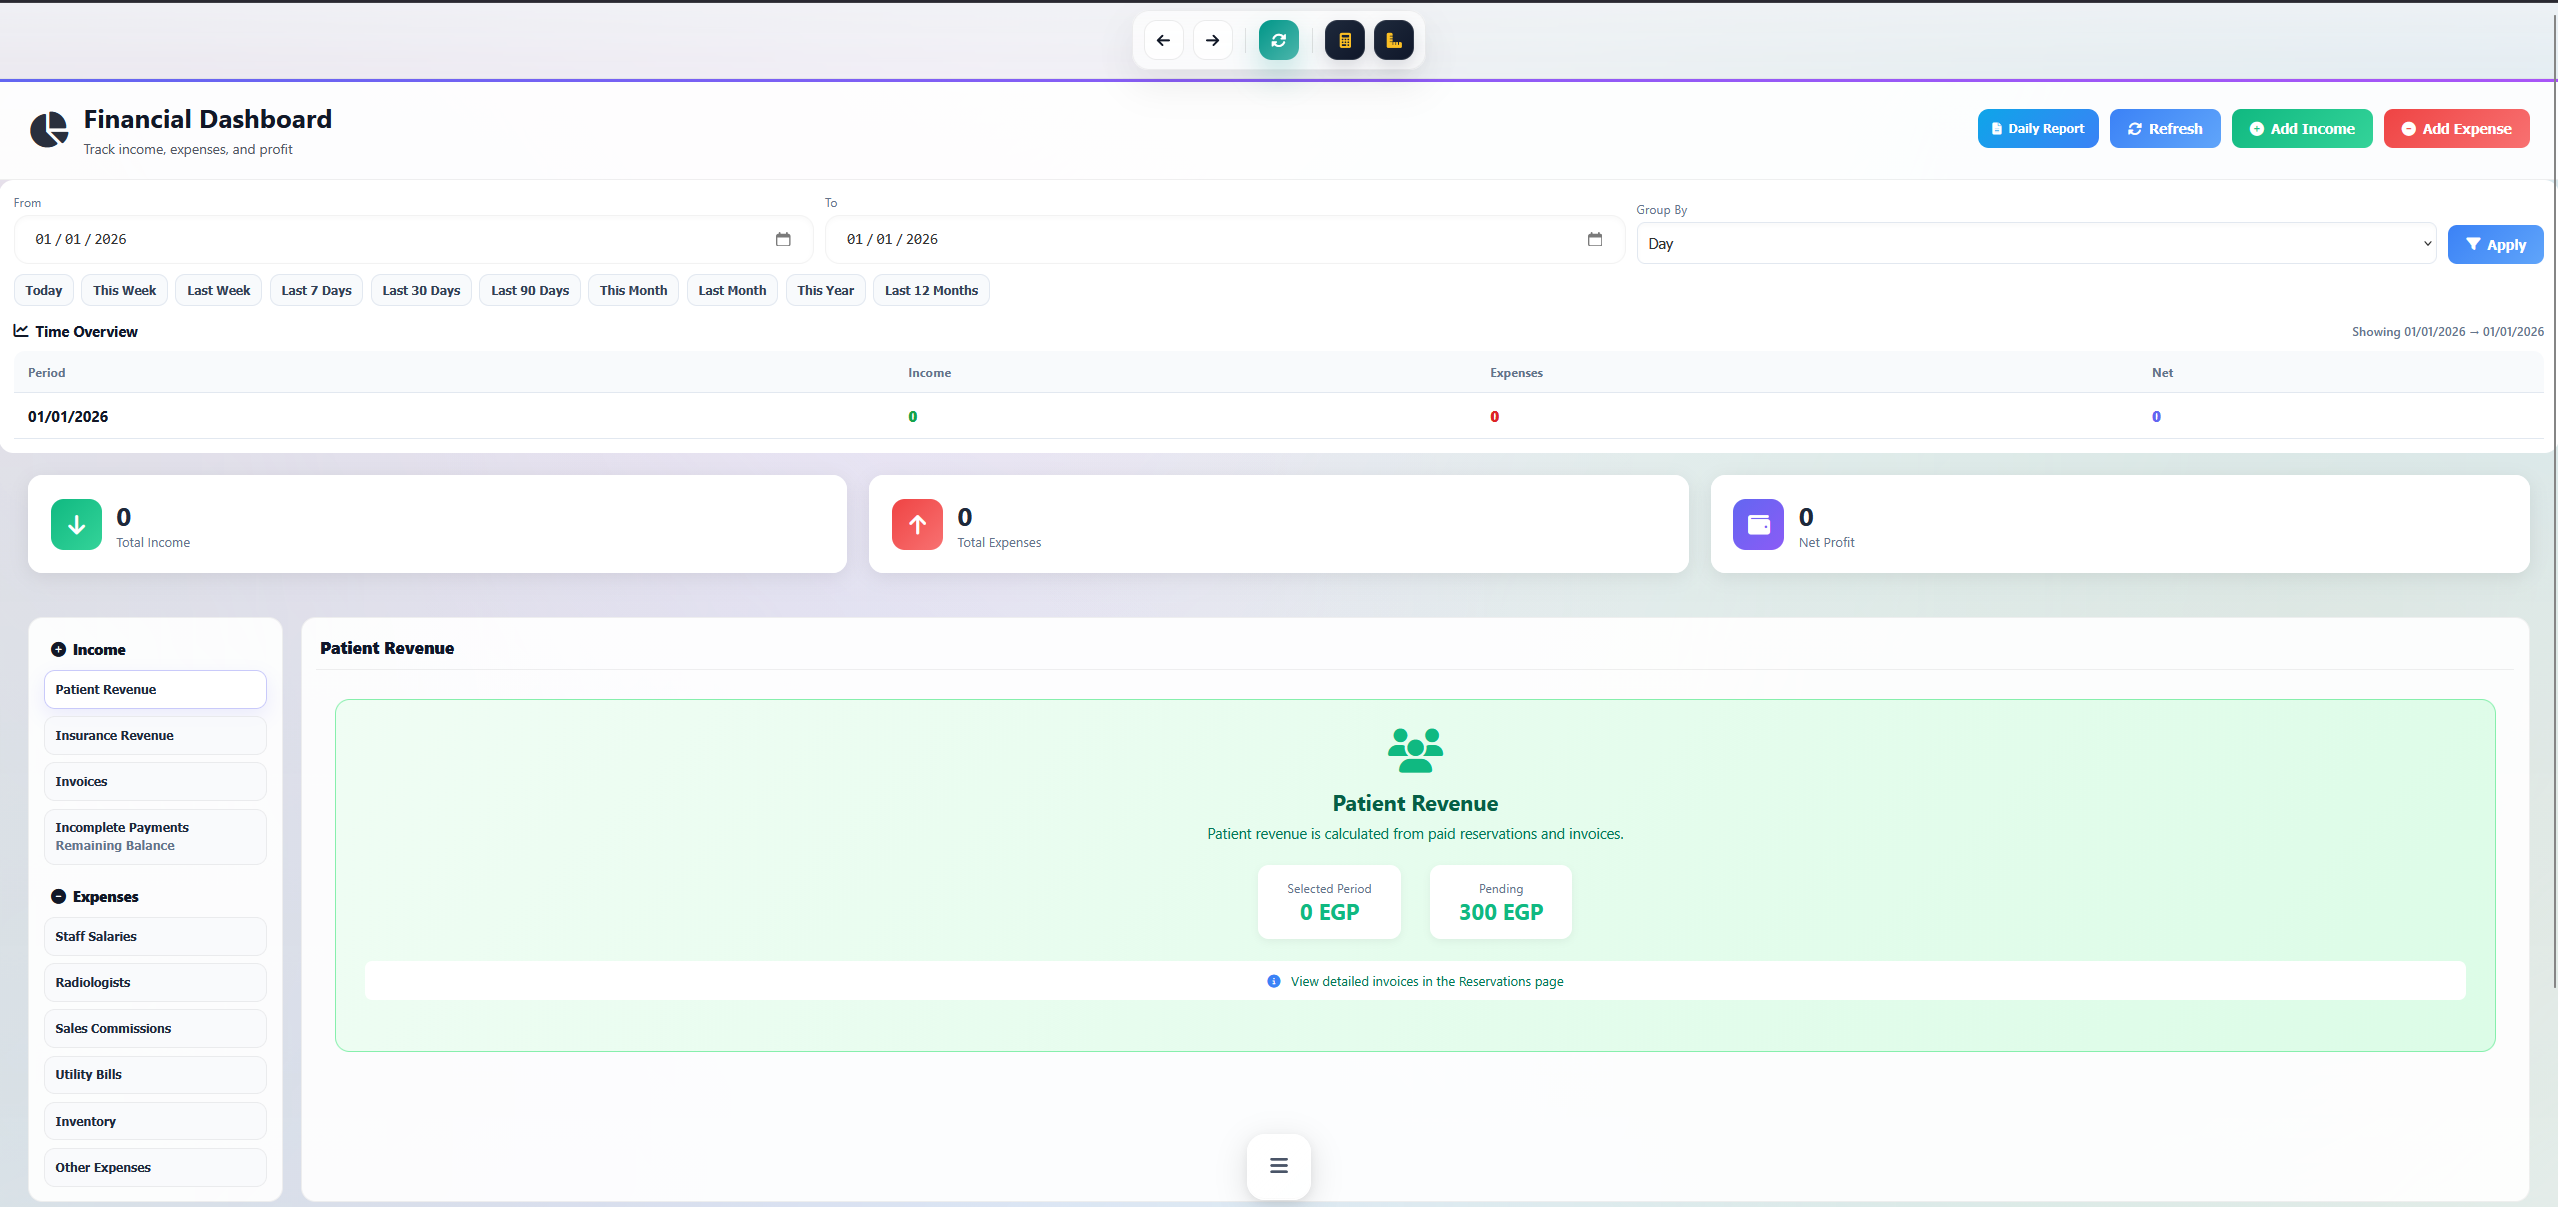 Financial Dashboard
Track income, expenses, and profit
Daily Report
Refresh
Add Income
Add Expense
From
To
Group By
01 / 01 / 2026
01 / 01 / 2026
Day
Apply
Today
This Week
Last Week
Last 7 Days
Last 30 Days
Last 90 Days
This Month
Last Month
This Year
Last 12 Months
Time Overview
Showing 01/01/2026 → 01/01/2026
Period Income Expenses Net
01/01/2026 0 0 0
0
Total Income
0
Total Expenses
0
Net Profit
Income
Patient Revenue
Insurance Revenue
Invoices
Incomplete Payments
Remaining Balance
Expenses
Staff Salaries
Radiologists
Sales Commissions
Utility Bills
Inventory
Other Expenses
Patient Revenue
Patient Revenue
Patient revenue is calculated from paid reservations and invoices.
Selected Period
0 EGP
Pending
300 EGP
View detailed invoices in the Reservations page